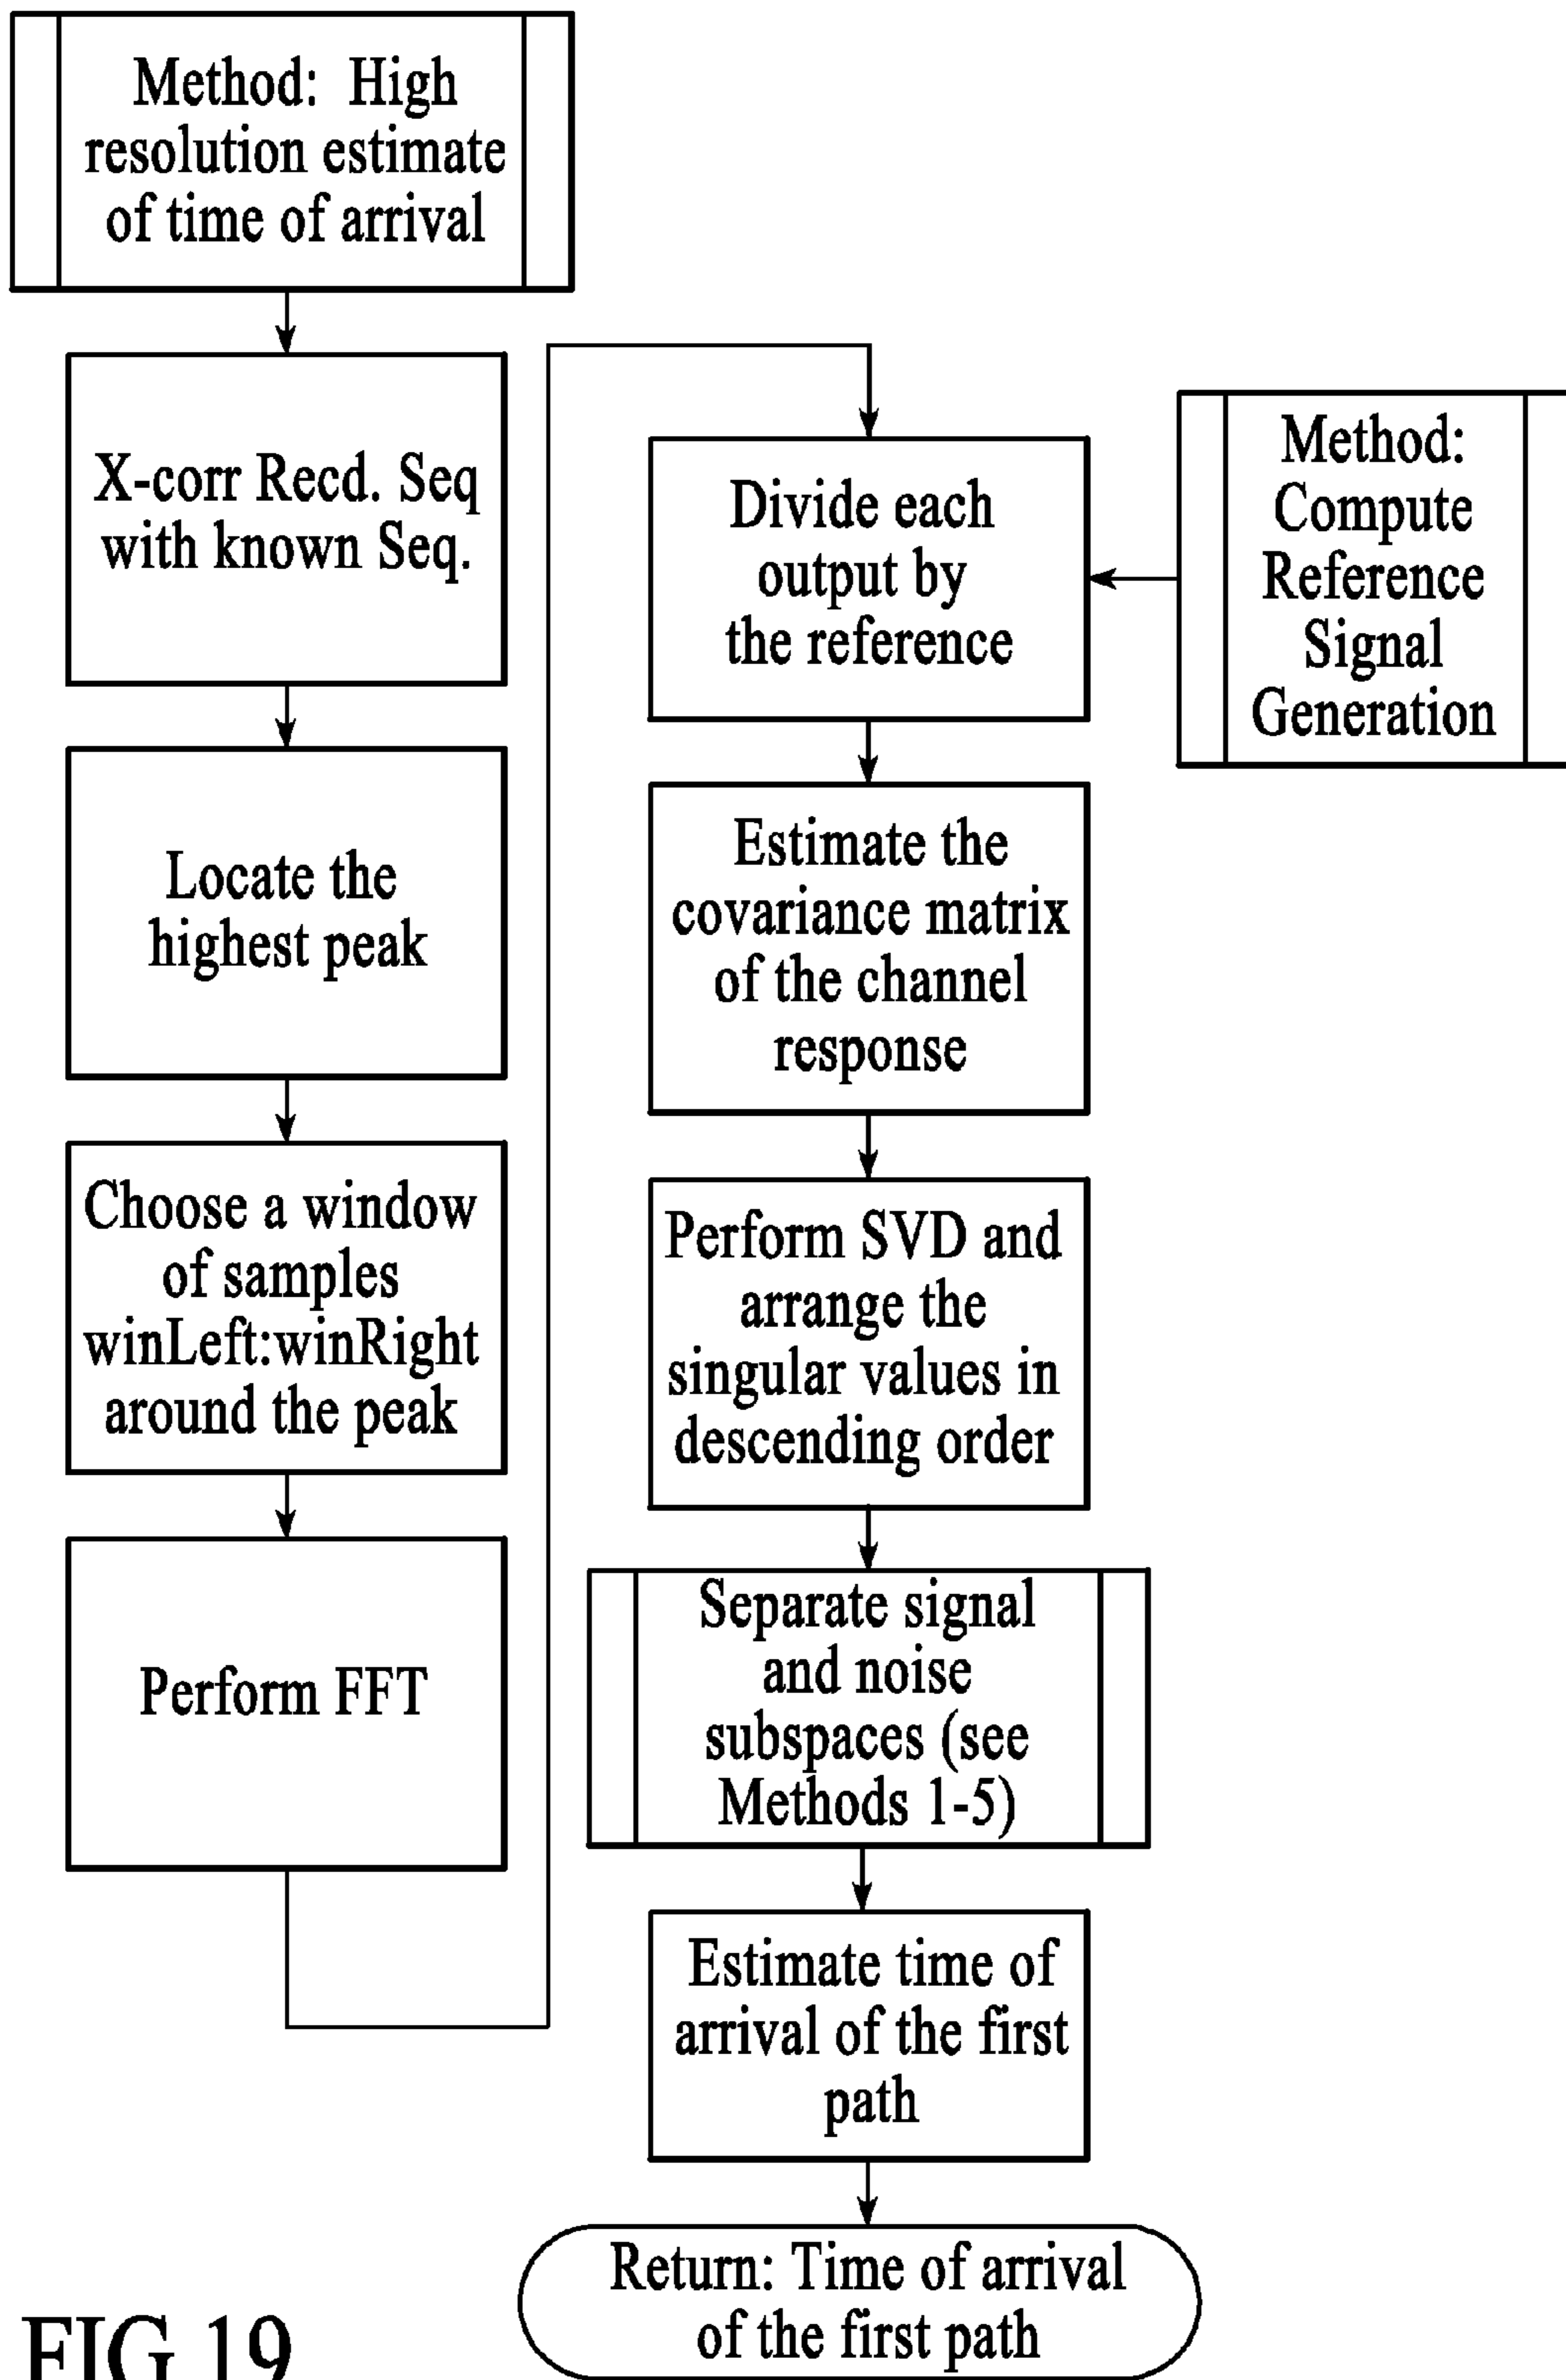 Method: High
resolution estimate
of time of arrival
X-corr Recd. Seq
with known Seq.
Locate the
highest peak
Choose a window
of samples
winLeft:winRight
around the peak
Perform FFT
Divide each
output by
the reference
Method:
Compute
Reference
Signal
Generation
Estimate the
covariance matrix
of the channel
response
Perform SVD and
arrange the
singular values in
descending order
Separate signal
and noise
subspaces (see
Methods 1-5)
Estimate time of
arrival of the first
path
Return: Time of arrival
of the first path
FIG 19